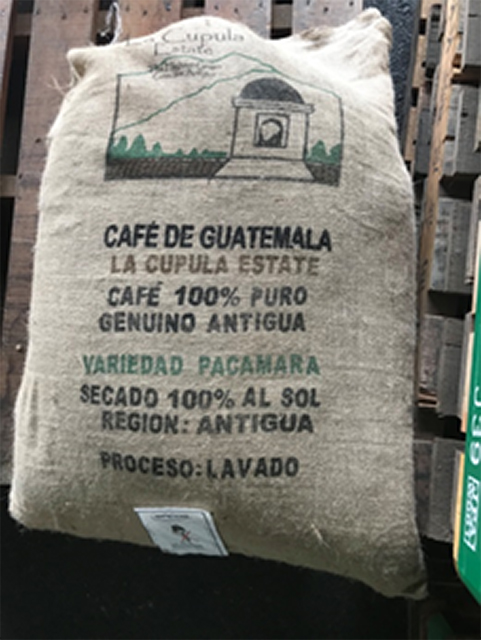 La Cupula
Estate
CAFÉ DE GUATEMALA
LA CUPULA ESTATE
CAFÉ 100% PURO
GENUINO ANTIGUA
VARIEDAD PACAMARA
SECADO 100% AL SOL
REGION: ANTIGUA
PROCESO: LAVADO